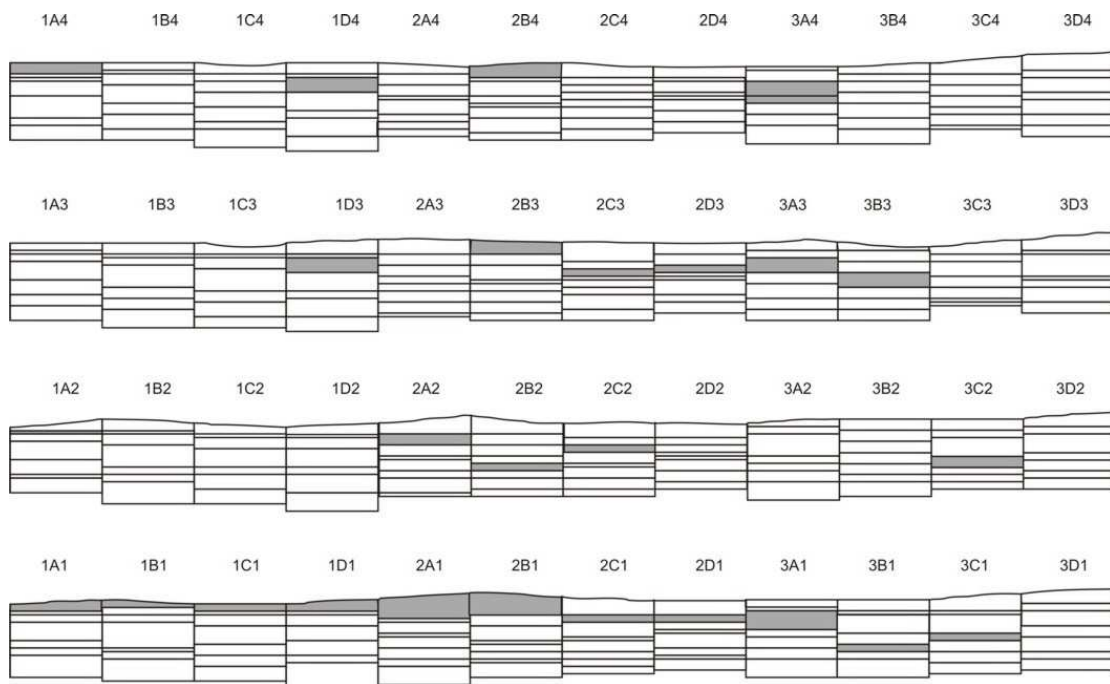 1A4 1B4 1C4 1D4 2A4 2B4 2C4 2D4 3A4 3B4 3C4 3D4
1A3 1B3 1C3 1D3 2A3 2B3 2C3 2D3 3A3 3B3 3C3 3D3
1A2 1B2 1C2 1D2 2A2 2B2 2C2 2D2 3A2 3B2 3C2 3D2
1A1 1B1 1C1 1D1 2A1 2B1 2C1 2D1 3A1 3B1 3C1 3D1